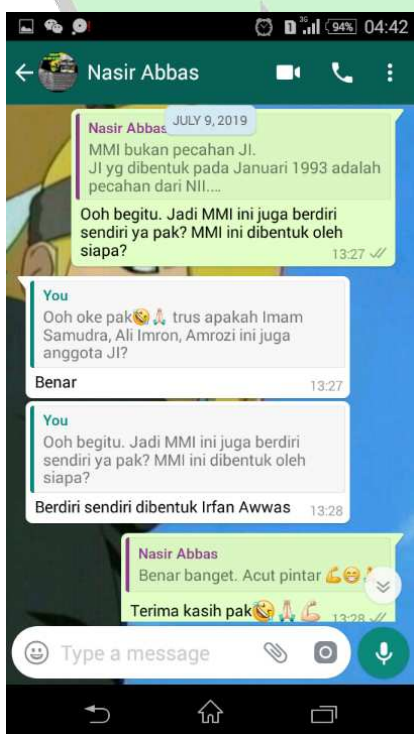 3G 94% 04:42
Nasir Abbas
JULY 9, 2019
Nasir Abbas
MMI bukan pecahan JI.
JI yg dibentuk pada Januari 1993 adalah
pecahan dari NII....
Ooh begitu. Jadi MMI ini juga berdiri
sendiri ya pak? MMI ini dibentuk oleh
siapa?
13:27
You
Ooh oke pak🤪🙏 trus apakah Imam
Samudra, Ali Imron, Amrozi ini juga
anggota JI?
Benar
13:27
You
Ooh begitu. Jadi MMI ini juga berdiri
sendiri ya pak? MMI ini dibentuk oleh
siapa?
Berdiri sendiri dibentuk Irfan Awwas 13:28
Nasir Abbas
Benar banget. Acut pintar 💪😁
Terima kasih pak🤪🙏💪 13:28
Type a message